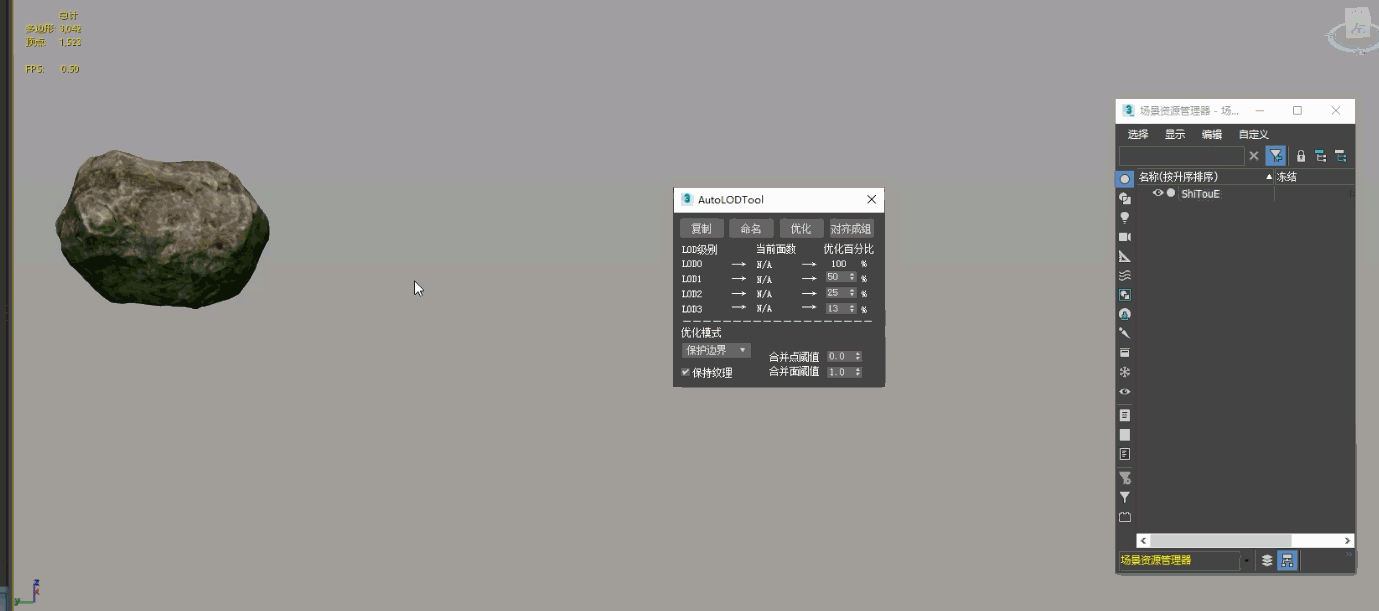 总计
多边形 3,042
顶点 1,523
FPS: 0.50
左
AutoLODTool
复制 命名 优化 对齐成组
LOD级别 当前面数 优化百分比
LOD0 → N/A → 100 %
LOD1 → N/A → 50 %
LOD2 → N/A → 25 %
LOD3 → N/A → 13 %
优化模式
保护边界
合并点阈值 0.0
保持纹理
合并面阈值 1.0
3 场景资源管理器 - 场...
选择 显示 编辑 自定义
名称(按升序排序) 冻结
ShiTouE
场景资源管理器
z
x
y